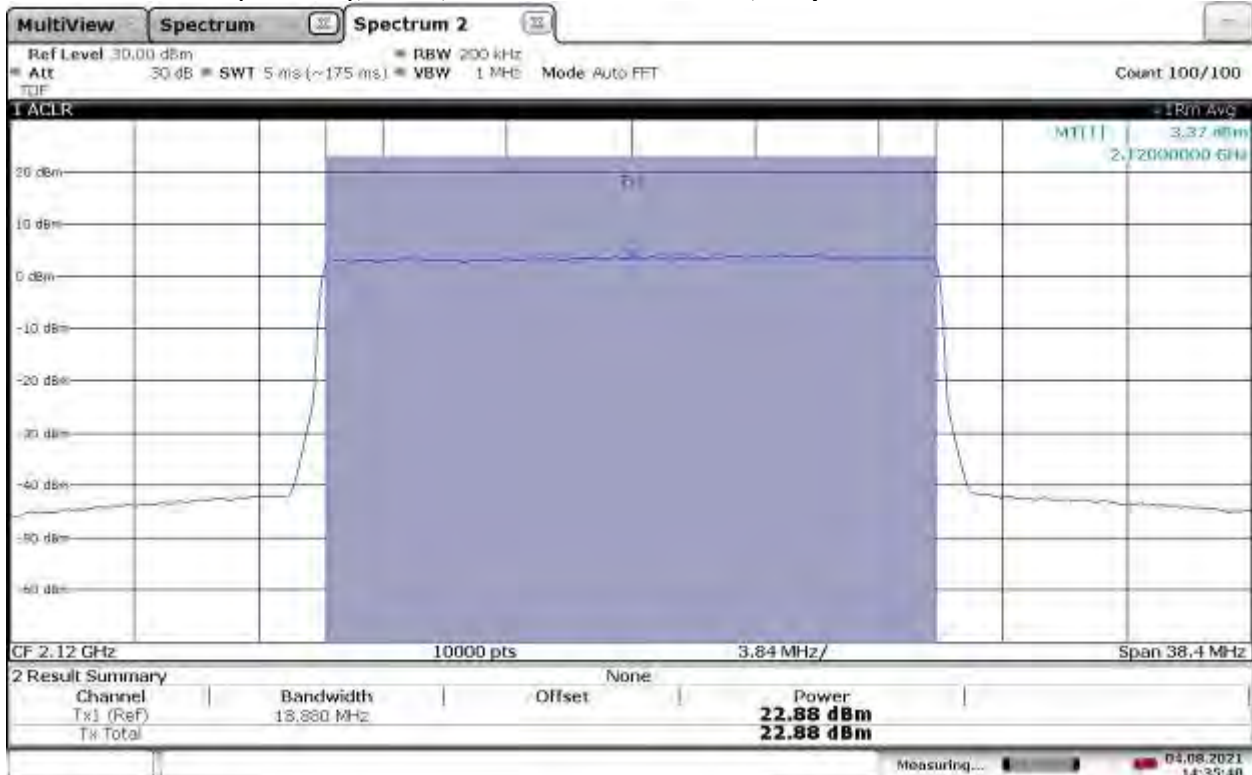 MultiView Spectrum Spectrum 2
Ref Level 30.00 dBm RBW 200 kHz
Att 30 dB SWT 5 ms (~175 ms) VBW 1 MHz Mode Auto FFT Count 100/100
TDF
1 ACLR 1Rm Avg
M1[1] 3.37 dBm
2.12000000 GHz
20 dBm
Tx1
10 dBm
0 dBm
-10 dBm
-20 dBm
-30 dBm
-40 dBm
-50 dBm
-60 dBm
CF 2.12 GHz 10000 pts 3.84 MHz/ Span 38.4 MHz
2 Result Summary None
Channel Bandwidth Offset Power
Tx1 (Ref) 18.980 MHz 22.88 dBm
Tx Total 22.88 dBm
Measuring... 04.08.2021
14:35:49